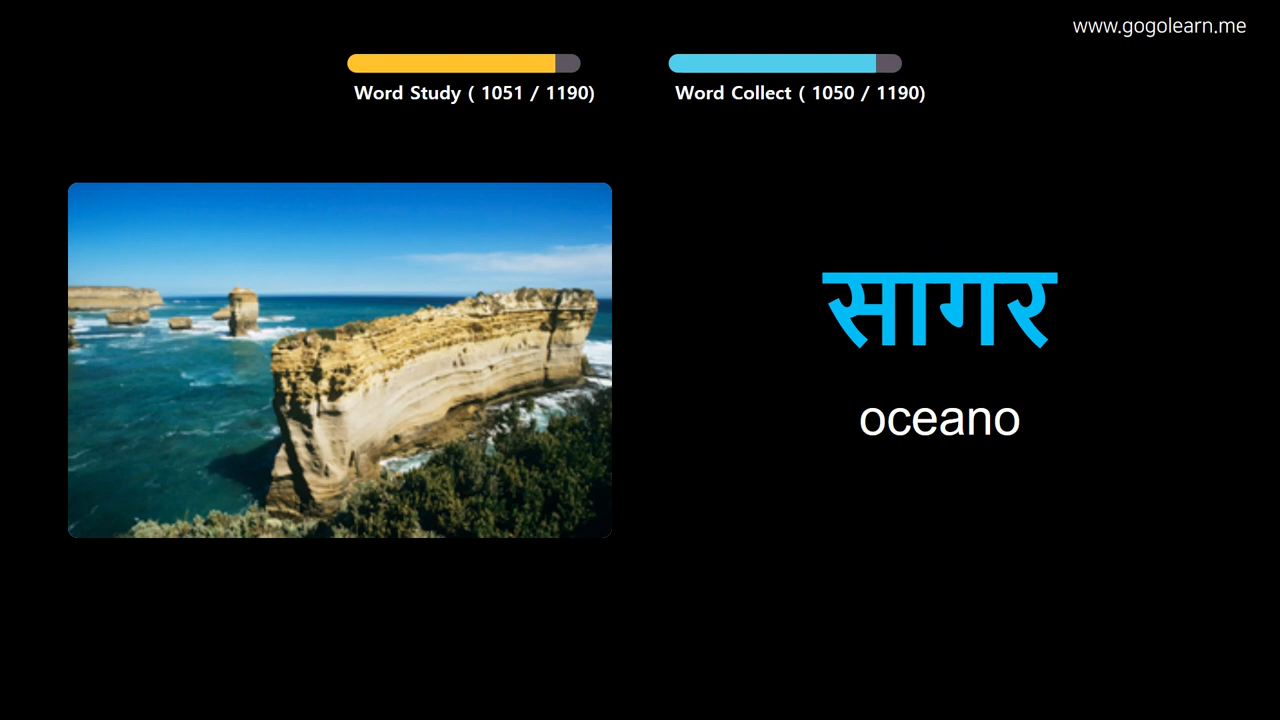 www.gogolearn.me
Word Study ( 1051 / 1190)
Word Collect ( 1050 / 1190)
सागर
oceano